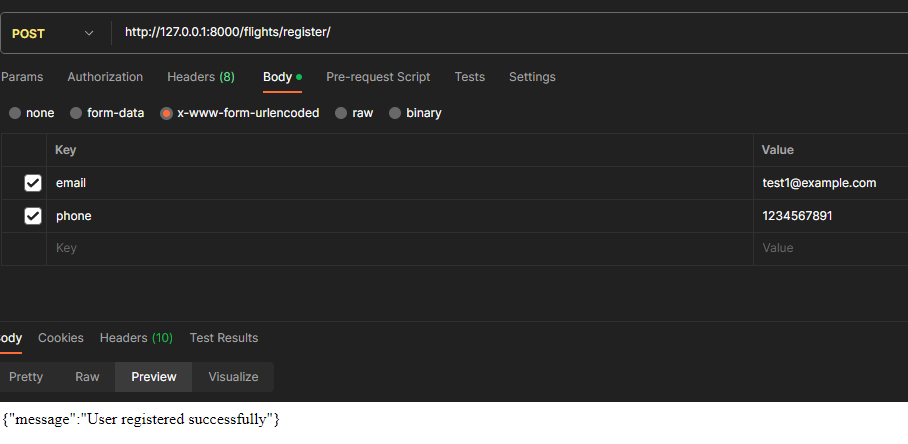 POST http://127.0.0.1:8000/flights/register/
Params Authorization Headers (8) Body Pre-request Script Tests Settings
none form-data x-www-form-urlencoded raw binary
Key Value
email test1@example.com
phone 1234567891
Key Value
ody Cookies Headers (10) Test Results
Pretty Raw Preview Visualize
{"message":"User registered successfully"}